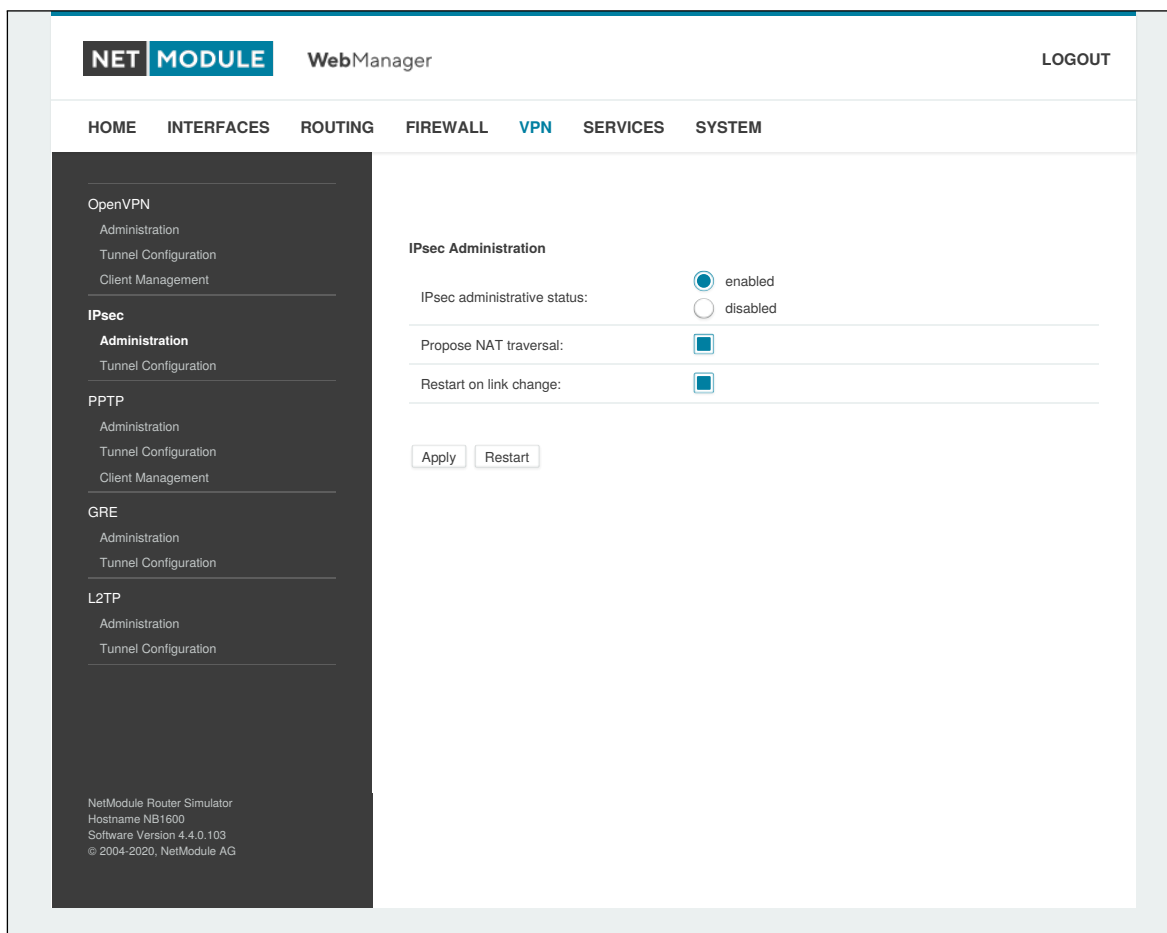 NET MODULE WebManager LOGOUT
HOME INTERFACES ROUTING FIREWALL VPN SERVICES SYSTEM
OpenVPN
Administration
Tunnel Configuration
Client Management
IPsec
Administration
Tunnel Configuration
PPTP
Administration
Tunnel Configuration
Client Management
GRE
Administration
Tunnel Configuration
L2TP
Administration
Tunnel Configuration
NetModule Router Simulator
Hostname NB1600
Software Version 4.4.0.103
© 2004-2020, NetModule AG
IPsec Administration
IPsec administrative status:
enabled
disabled
Propose NAT traversal:
Restart on link change:
Apply Restart